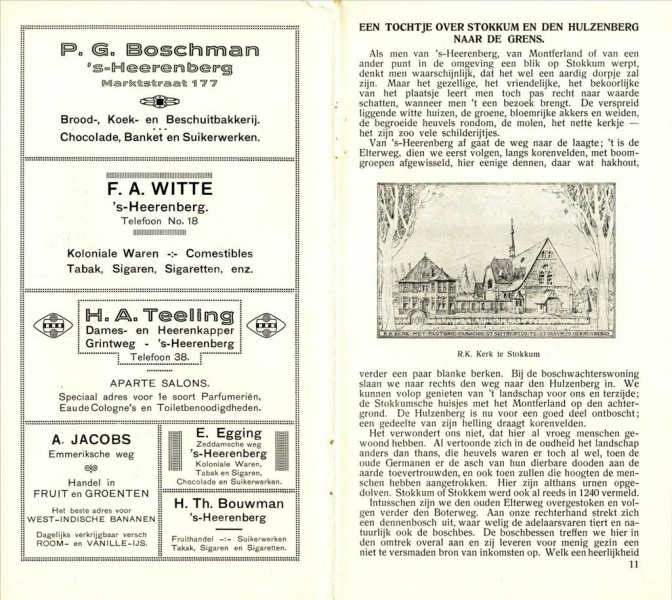 P. G. Boschman
's-Heerenberg
Marktstraat 177
Brood-, Koek- en Beschuitbakkerij.
Chocolade, Banket en Suikerwerken.
F. A. WITTE
's-Heerenberg.
Telefoon No. 18
Koloniale Waren -:- Comestibles
Tabak, Sigaren, Sigaretten, enz.
H. A. Teeling
Dames- en Heerenkapper
Grintweg - 's-Heerenberg
Telefoon 38.
APARTE SALONS.
Speciaal adres voor 1e soort Parfumeriën,
Eau de Cologne's en Toiletbenoodigdheden.
A. JACOBS
Emmeriksche weg
Handel in
FRUIT en GROENTEN
Het beste adres voor
WEST-INDISCHE BANANEN
Dagelijks verkrijgbaar versch
ROOM- en VANILLE-IJS.
E. Egging
Zeddamsche weg
's-Heerenberg
Koloniale Waren,
Tabak en Sigaren,
Chocolade en Suikerwerken.
H. Th. Bouwman
's-Heerenberg
Fruithandel -:- Suikerwerken
Takak, Sigaren en Sigaretten.
EEN TOCHTJE OVER STOKKUM EN DEN HULZENBERG
NAAR DE GRENS.
Als men van 's-Heerenberg, van Montferland of van een
ander punt in de omgeving een blik op Stokkum werpt,
denkt men waarschijnlijk, dat het wel een aardig dorpje zal
zijn. Maar het gezellige, het vriendelijke, het bekoorlijke
van het plaatsje leert men toch pas recht naar waarde
schatten, wanneer men 't een bezoek brengt. De verspreid
liggende witte huizen, de groene, bloemrijke akkers en weiden,
de begroeide heuvels rondom, de molen, het nette kerkje —
het zijn zoo vele schilderijtjes.
Van 's-Heerenberg af gaat de weg naar de laagte; 't is de
Elterweg, dien we eerst volgen, langs korenvelden, met boom-
groepen afgewisseld, hier eenige dennen, daar wat hakhout,
R.K. KERK MET PASTORIE PAROCHIE ST SUITBERTUS TE STOKKUM ('S HEERENBERG)
R.K. Kerk te Stokkum
verder een paar blanke berken. Bij de boschwachterswoning
slaan we naar rechts den weg naar den Hulzenberg in. We
kunnen volop genieten van 't landschap voor ons en terzijde;
de Stokkumsche huisjes met het Montferland op den achter-
grond. De Hulzenberg is nu voor een goed deel ontboscht;
een gedeelte van zijn helling draagt korenvelden.
Het verwondert ons niet, dat hier al vroeg menschen ge-
woond hebben. Al vertoonde zich in de oudheid het landschap
anders dan thans, die heuvels waren er toch al wel, toen de
oude Germanen er de asch van hun dierbare dooden aan de
aarde toevertrouwden, en ook toen zullen die hoogten de men-
schen hebben aangetrokken. Hier zijn althans urnen opge-
dolven. Stokkum of Stokkem werd ook al reeds in 1240 vermeld.
Intusschen zijn we den ouden Elterweg overgestoken en vol-
gen verder den Boterweg. Aan onze rechterhand strekt zich
een dennenbosch uit, waar welig de adelaarsvaren tiert en na-
tuurlijk ook de boschbes. De boschbessen treffen we hier in
den omtrek overal aan en zij leveren voor menig gezin een
niet te versmaden bron van inkomsten op. Welk een heerlijkheid
11